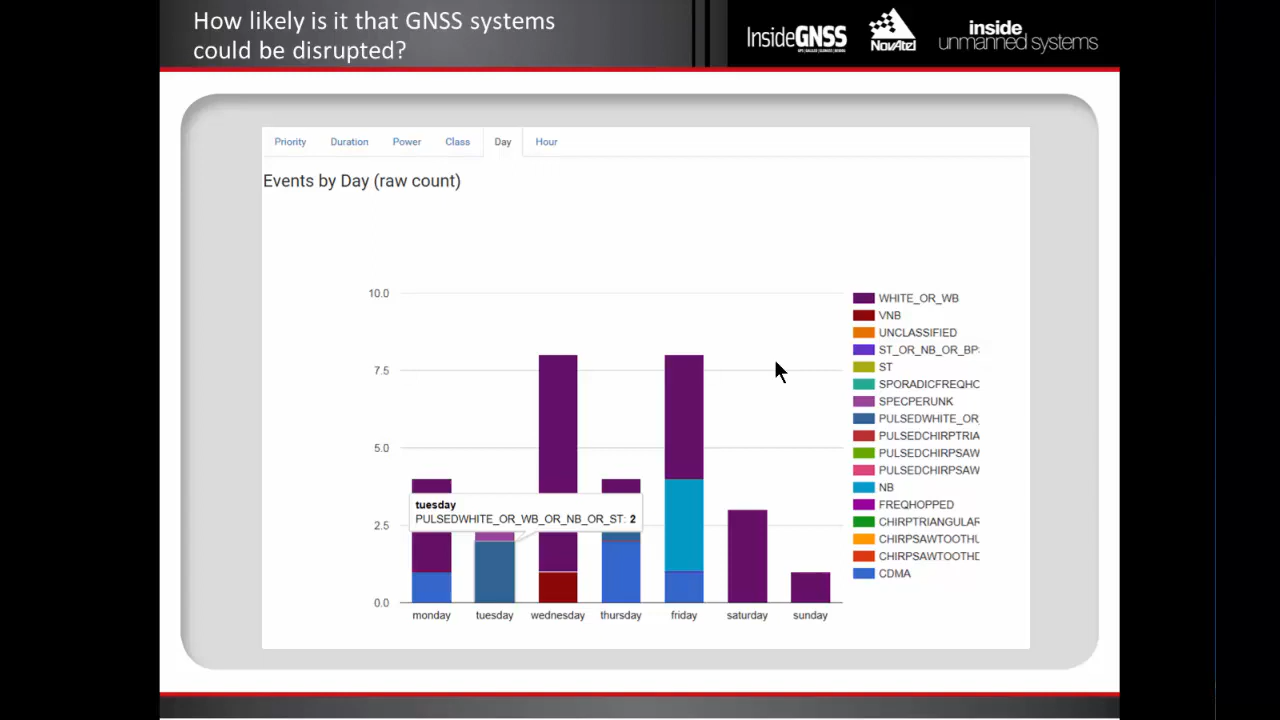 How likely is it that GNSS systems
could be disrupted?
InsideGNSS
NovAtel
inside
unmanned systems
Priority Duration Power Class Day Hour
Events by Day (raw count)
10.0
7.5
5.0
2.5
0.0
tuesday
PULSEDWHITE_OR_WB_OR_NB_OR_ST: 2
monday tuesday wednesday thursday friday saturday sunday
WHITE_OR_WB
VNB
UNCLASSIFIED
ST_OR_NB_OR_BP
ST
SPORADICFREQHC
SPECPERUNK
PULSEDWHITE_OR_
PULSEDCHIRPTRIA
PULSEDCHIRPSAW
PULSEDCHIRPSAW
NB
FREQHOPPED
CHIRPTRIANGULAR
CHIRPSAWTOOTHU
CHIRPSAWTOOTHD
CDMA